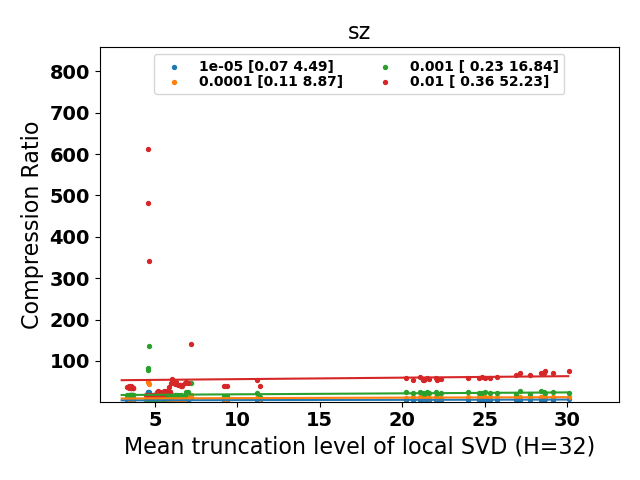 sz
1e-05 [0.07 4.49]
0.0001 [0.11 8.87]
0.001 [ 0.23 16.84]
0.01 [ 0.36 52.23]
Compression Ratio
800
700
600
500
400
300
200
100
5 10 15 20 25 30
Mean truncation level of local SVD (H=32)